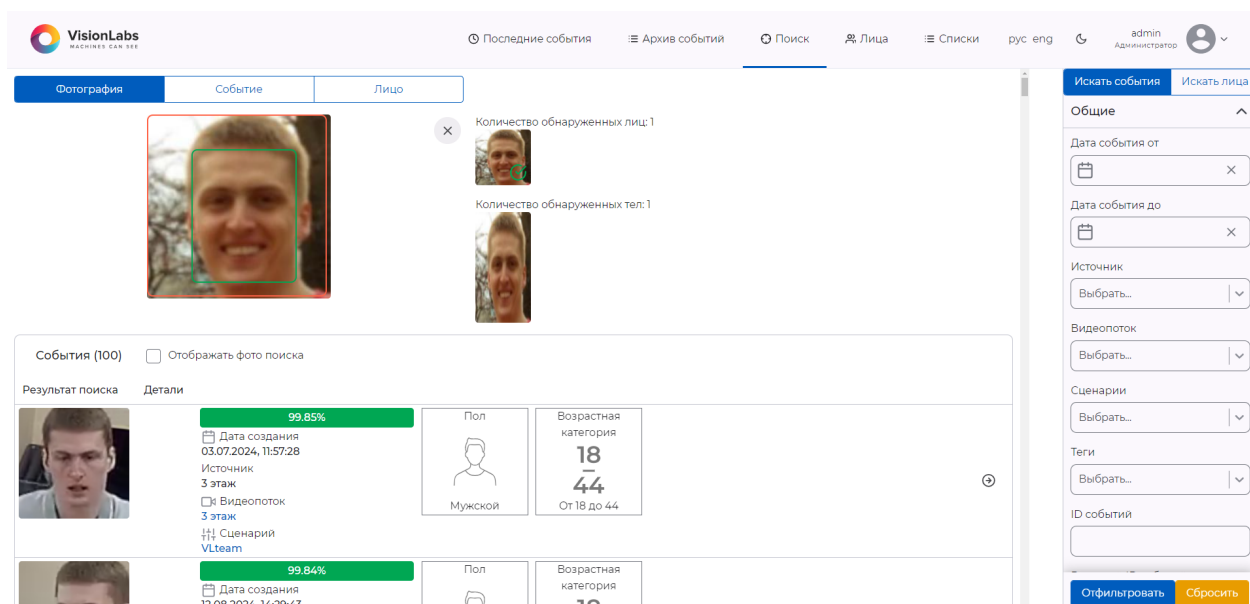 VisionLabs
MACHINES CAN SEE
Последние события
Архив событий
Поиск
Лица
Списки
рус eng
admin
Администратор
Фотография
Событие
Лицо
Количество обнаруженных лиц: 1
Количество обнаруженных тел: 1
События (100)
Отображать фото поиска
Результат поиска
Детали
99.85%
Дата создания
03.07.2024, 11:57:28
Источник
3 этаж
Видеопоток
3 этаж
Сценарий
VLteam
Пол
Мужской
Возрастная
категория
18
44
От 18 до 44
99.84%
Дата создания
Пол
Возрастная
категория
Искать события
Искать лица
Общие
Дата события от
Дата события до
Источник
Выбрать...
Видеопоток
Выбрать...
Сценарии
Выбрать...
Теги
Выбрать...
ID событий
Отфильтровать
Сбросить